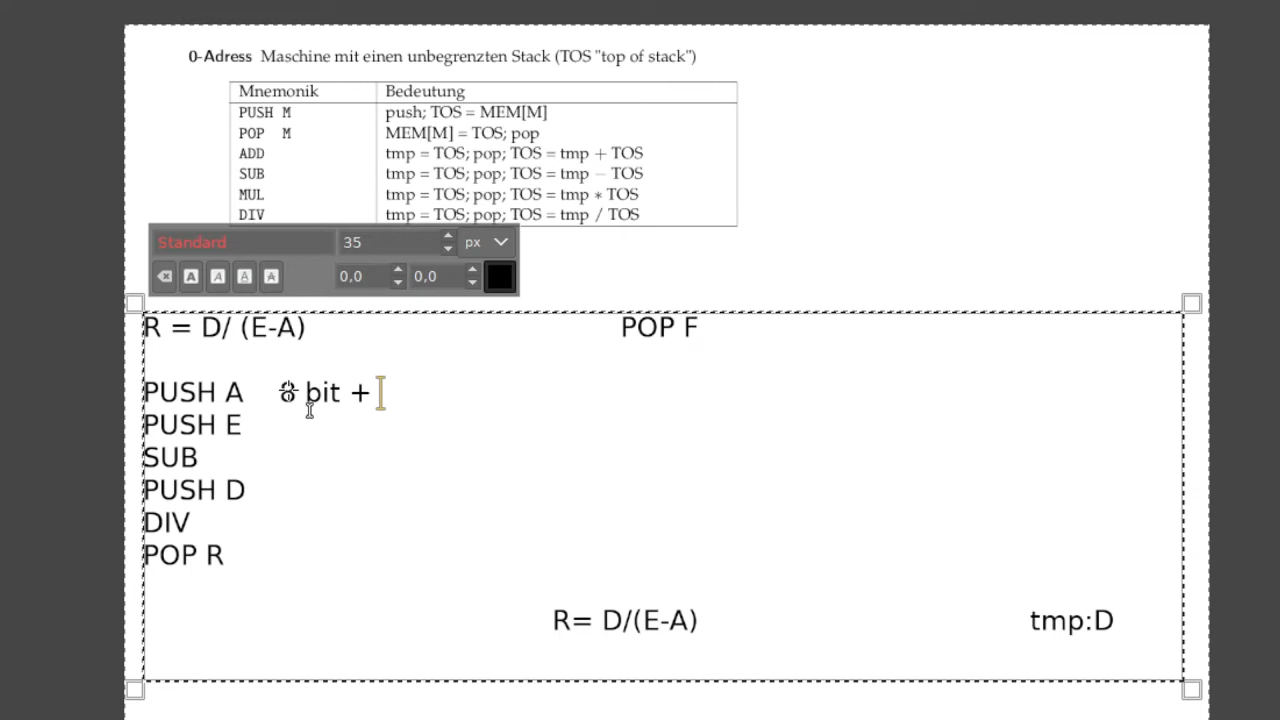 0-Adress Maschine mit einen unbegrenzten Stack (TOS "top of stack")
Mnemonik Bedeutung
PUSH M push; TOS = MEM[M]
POP M MEM[M] = TOS; pop
ADD tmp = TOS; pop; TOS = tmp + TOS
SUB tmp = TOS; pop; TOS = tmp − TOS
MUL tmp = TOS; pop; TOS = tmp * TOS
DIV tmp = TOS; pop; TOS = tmp / TOS
Standard 35 px
0,0 0,0
R = D/ (E-A) POP F
PUSH A 8 bit +
PUSH E
SUB
PUSH D
DIV
POP R
R= D/(E-A) tmp:D